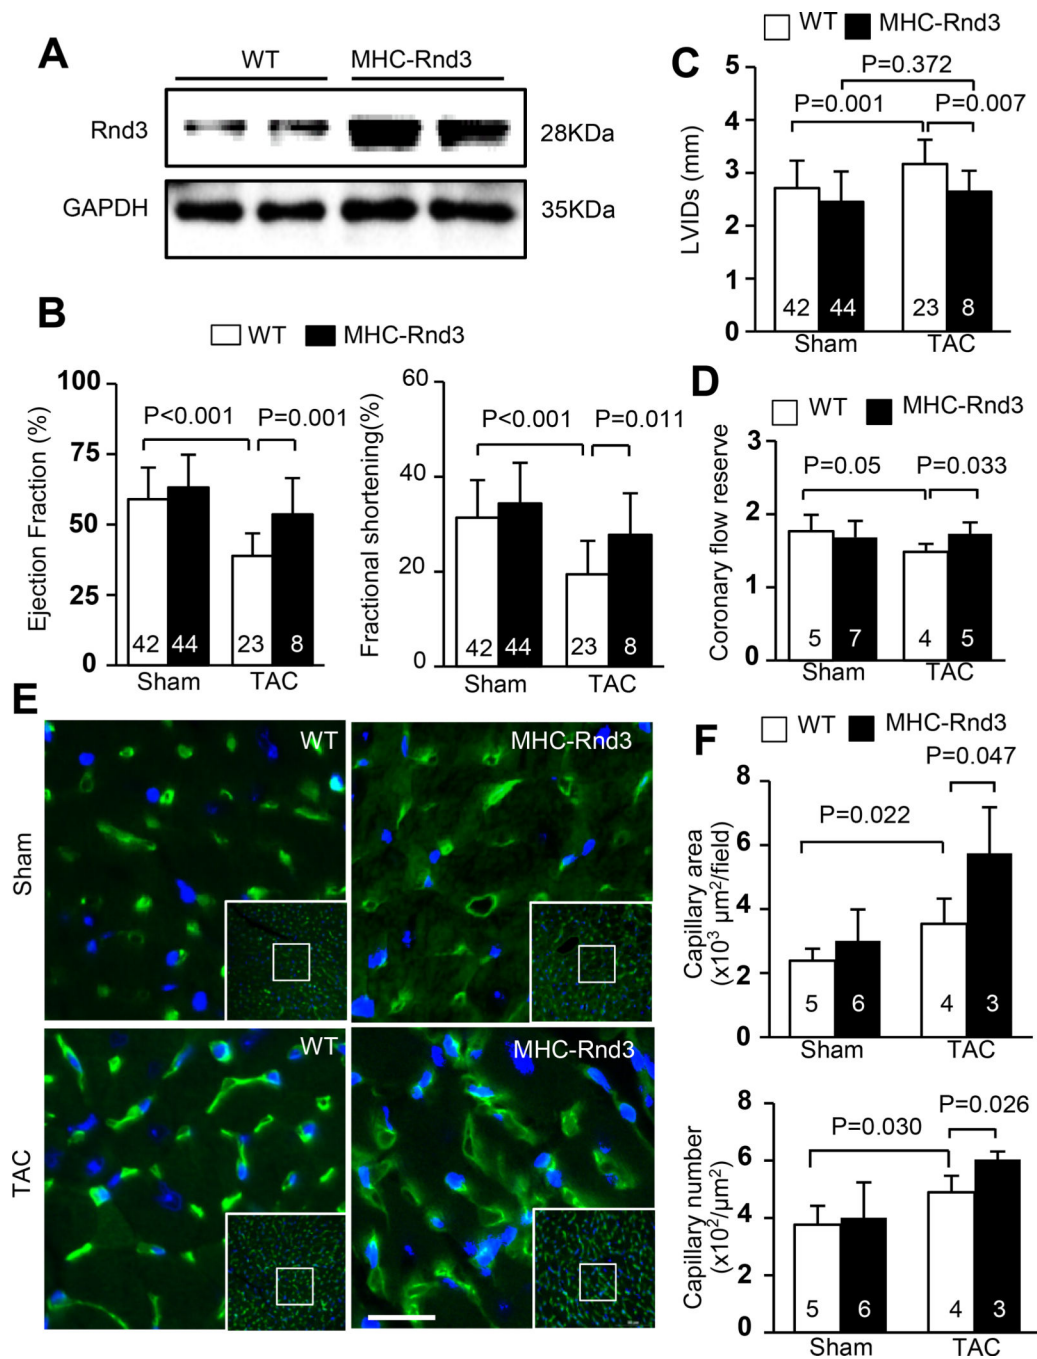 A
WT MHC-Rnd3
Rnd3 28KDa
GAPDH 35KDa
B
WT MHC-Rnd3
Ejection Fraction (%)
100
75
50
25
0
P<0.001 P=0.001
42 44 23 8
Sham TAC
Fractional shortening(%)
60
40
20
0
P<0.001 P=0.011
42 44 23 8
Sham TAC
WT MHC-Rnd3
C
LVIDs (mm)
5
4
3
2
1
0
P=0.372
P=0.001 P=0.007
42 44 23 8
Sham TAC
D
WT MHC-Rnd3
Coronary flow reserve
3
2
1
0
P=0.05 P=0.033
5 7 4 5
Sham TAC
E
Sham
WT
MHC-Rnd3
TAC
WT
MHC-Rnd3
F
WT MHC-Rnd3
Capillary area
(x10³ µm²/field)
8
6
4
2
0
P=0.047
P=0.022
5 6 4 3
Sham TAC
Capillary number
(x10²/µm²)
8
6
4
2
0
P=0.026
P=0.030
5 6 4 3
Sham TAC